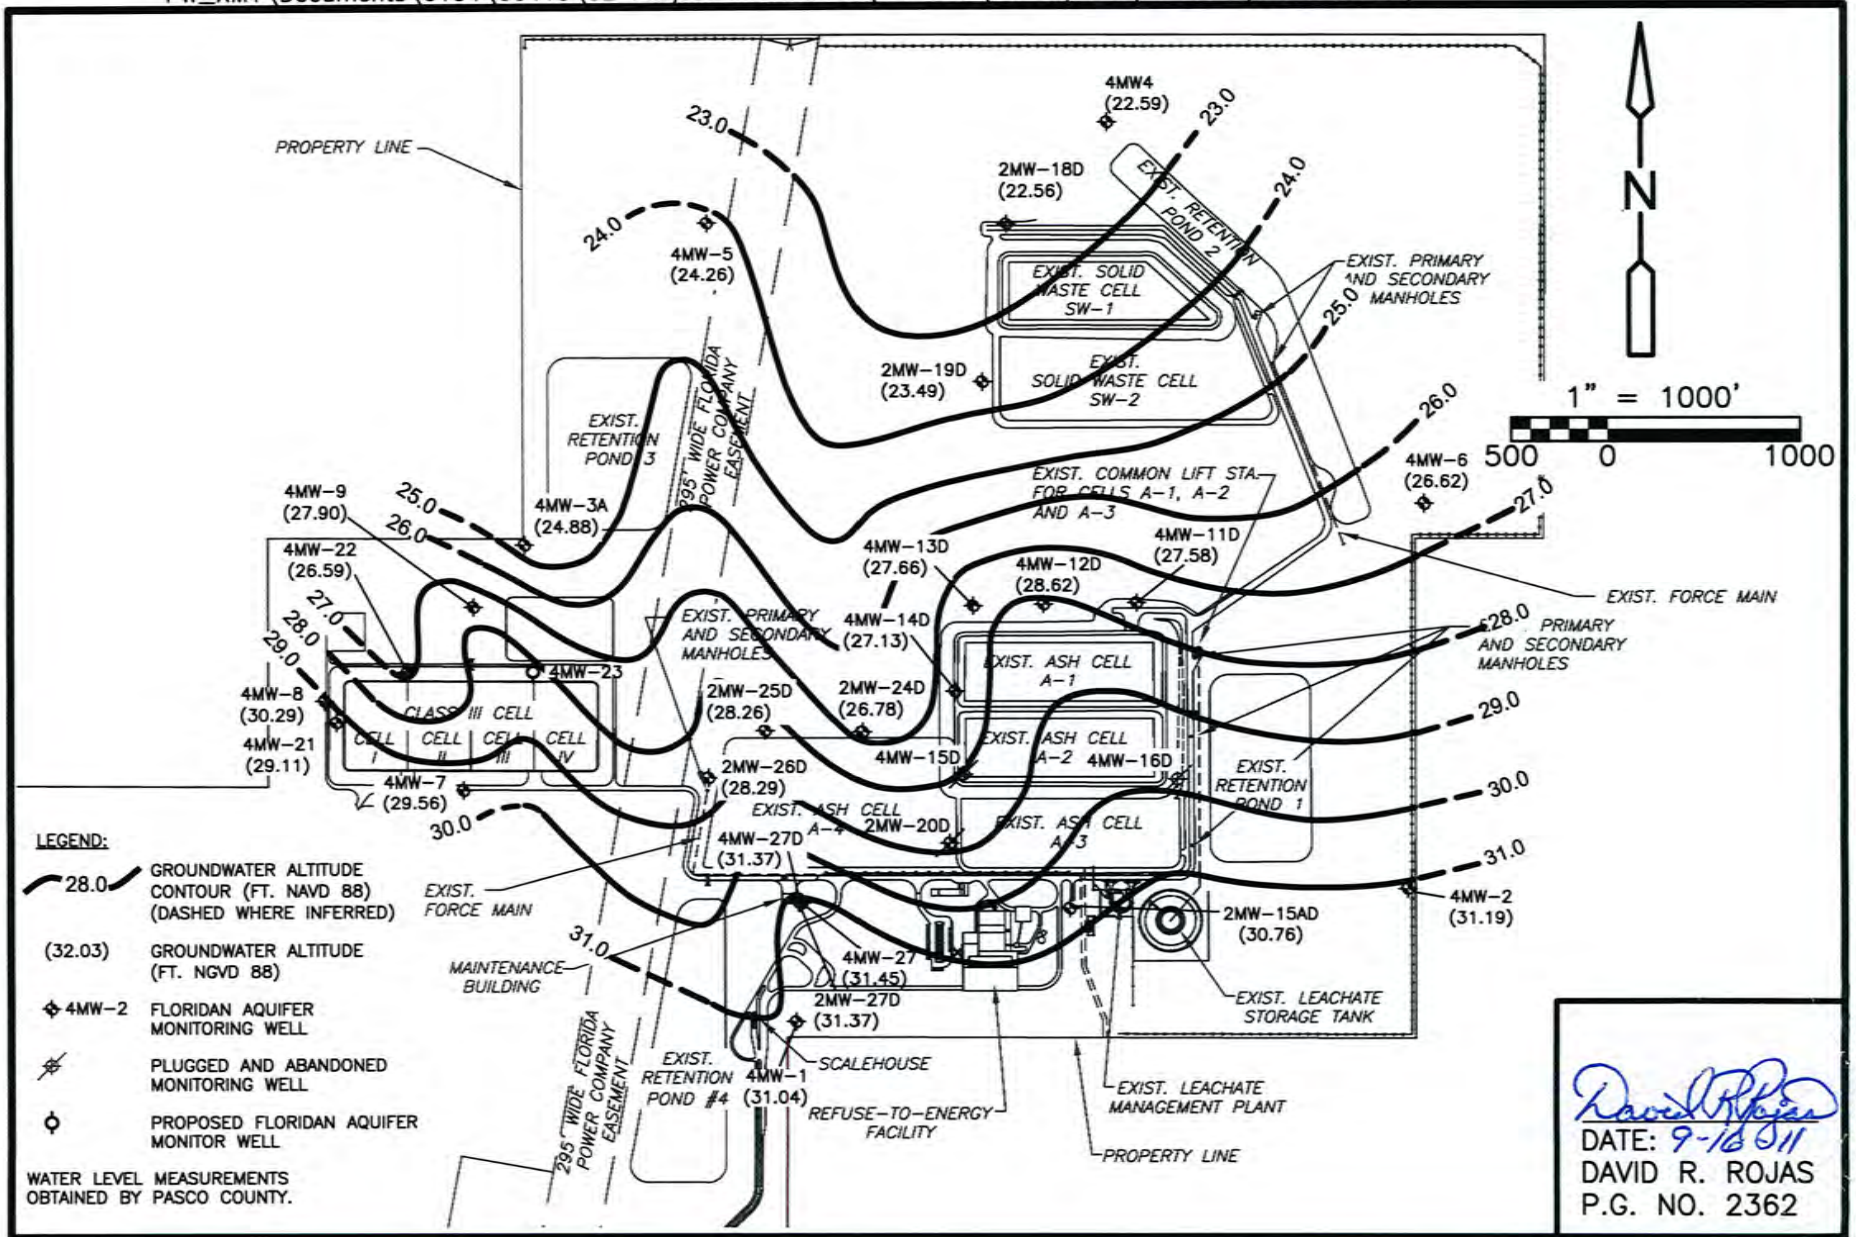 PROPERTY LINE
4MW4
(22.59)
23.0
23.0
2MW-18D
(22.56)
EXIST. RETENTION
POND 2
24.0
24.0
4MW-5
(24.26)
EXIST. SOLID
WASTE CELL
SW-1
EXIST. PRIMARY
AND SECONDARY
MANHOLES
25.0
N
1" = 1000'
500 0 1000
2MW-19D
(23.49)
EXIST.
SOLID WASTE CELL
SW-2
295' WIDE FLORIDA
POWER COMPANY
EASEMENT
EXIST.
RETENTION
POND 3
26.0
4MW-6
(26.62)
27.0
EXIST. COMMON LIFT STA.
FOR CELLS A-1, A-2
AND A-3
4MW-9
(27.90)
25.0
26.0
4MW-3A
(24.88)
4MW-22
(26.59)
27.0
28.0
29.0
4MW-13D
(27.66)
4MW-12D
(28.62)
4MW-11D
(27.58)
4MW-14D
(27.13)
EXIST. FORCE MAIN
EXIST. PRIMARY
AND SECONDARY
MANHOLES
28.0
PRIMARY
AND SECONDARY
MANHOLES
4MW-8
(30.29)
4MW-21
(29.11)
4MW-23
CLASS III CELL
CELL
I
CELL
II
CELL
III
CELL
IV
2MW-25D
(28.26)
2MW-24D
(26.78)
EXIST. ASH CELL
A-1
29.0
4MW-15D
EXIST. ASH CELL
A-2
4MW-16D
EXIST.
RETENTION
POND 1
30.0
4MW-7
(29.56)
30.0
2MW-26D
(28.29)
EXIST. ASH CELL
A-4
2MW-20D
EXIST. ASH CELL
A-3
4MW-27D
(31.37)
31.0
4MW-2
(31.19)
2MW-15AD
(30.76)
EXIST.
FORCE MAIN
31.0
MAINTENANCE
BUILDING
4MW-27
(31.45)
2MW-27D
(31.37)
EXIST. LEACHATE
STORAGE TANK
SCALEHOUSE
295' WIDE FLORIDA
POWER COMPANY
EASEMENT
EXIST.
RETENTION
POND #4
4MW-1
(31.04)
REFUSE-TO-ENERGY
FACILITY
EXIST. LEACHATE
MANAGEMENT PLANT
PROPERTY LINE
LEGEND:
28.0
GROUNDWATER ALTITUDE
CONTOUR (FT. NAVD 88)
(DASHED WHERE INFERRED)
(32.03) GROUNDWATER ALTITUDE
(FT. NGVD 88)
4MW-2 FLORIDAN AQUIFER
MONITORING WELL
PLUGGED AND ABANDONED
MONITORING WELL
PROPOSED FLORIDAN AQUIFER
MONITOR WELL
WATER LEVEL MEASUREMENTS
OBTAINED BY PASCO COUNTY.
David R Rojas
DATE: 9-16-11
DAVID R. ROJAS
P.G. NO. 2362